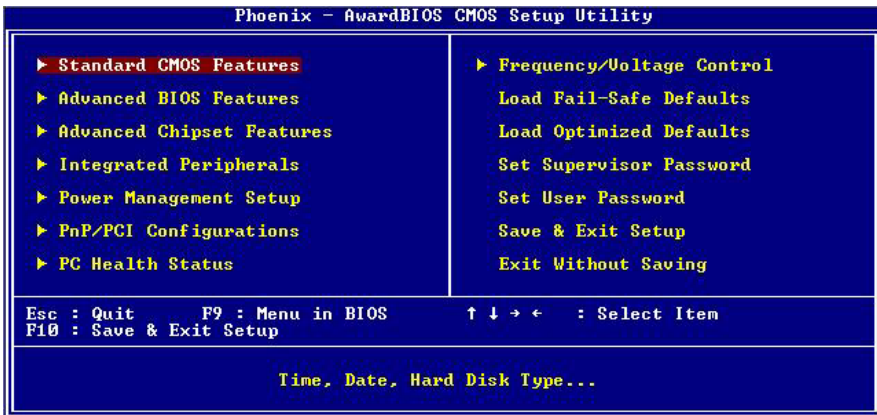 Phoenix - AwardBIOS CMOS Setup Utility
▶ Standard CMOS Features
▶ Advanced BIOS Features
▶ Advanced Chipset Features
▶ Integrated Peripherals
▶ Power Management Setup
▶ PnP/PCI Configurations
▶ PC Health Status
▶ Frequency/Voltage Control
Load Fail-Safe Defaults
Load Optimized Defaults
Set Supervisor Password
Set User Password
Save & Exit Setup
Exit Without Saving
Esc : Quit F9 : Menu in BIOS ↑ ↓ → ← : Select Item
F10 : Save & Exit Setup
Time, Date, Hard Disk Type...